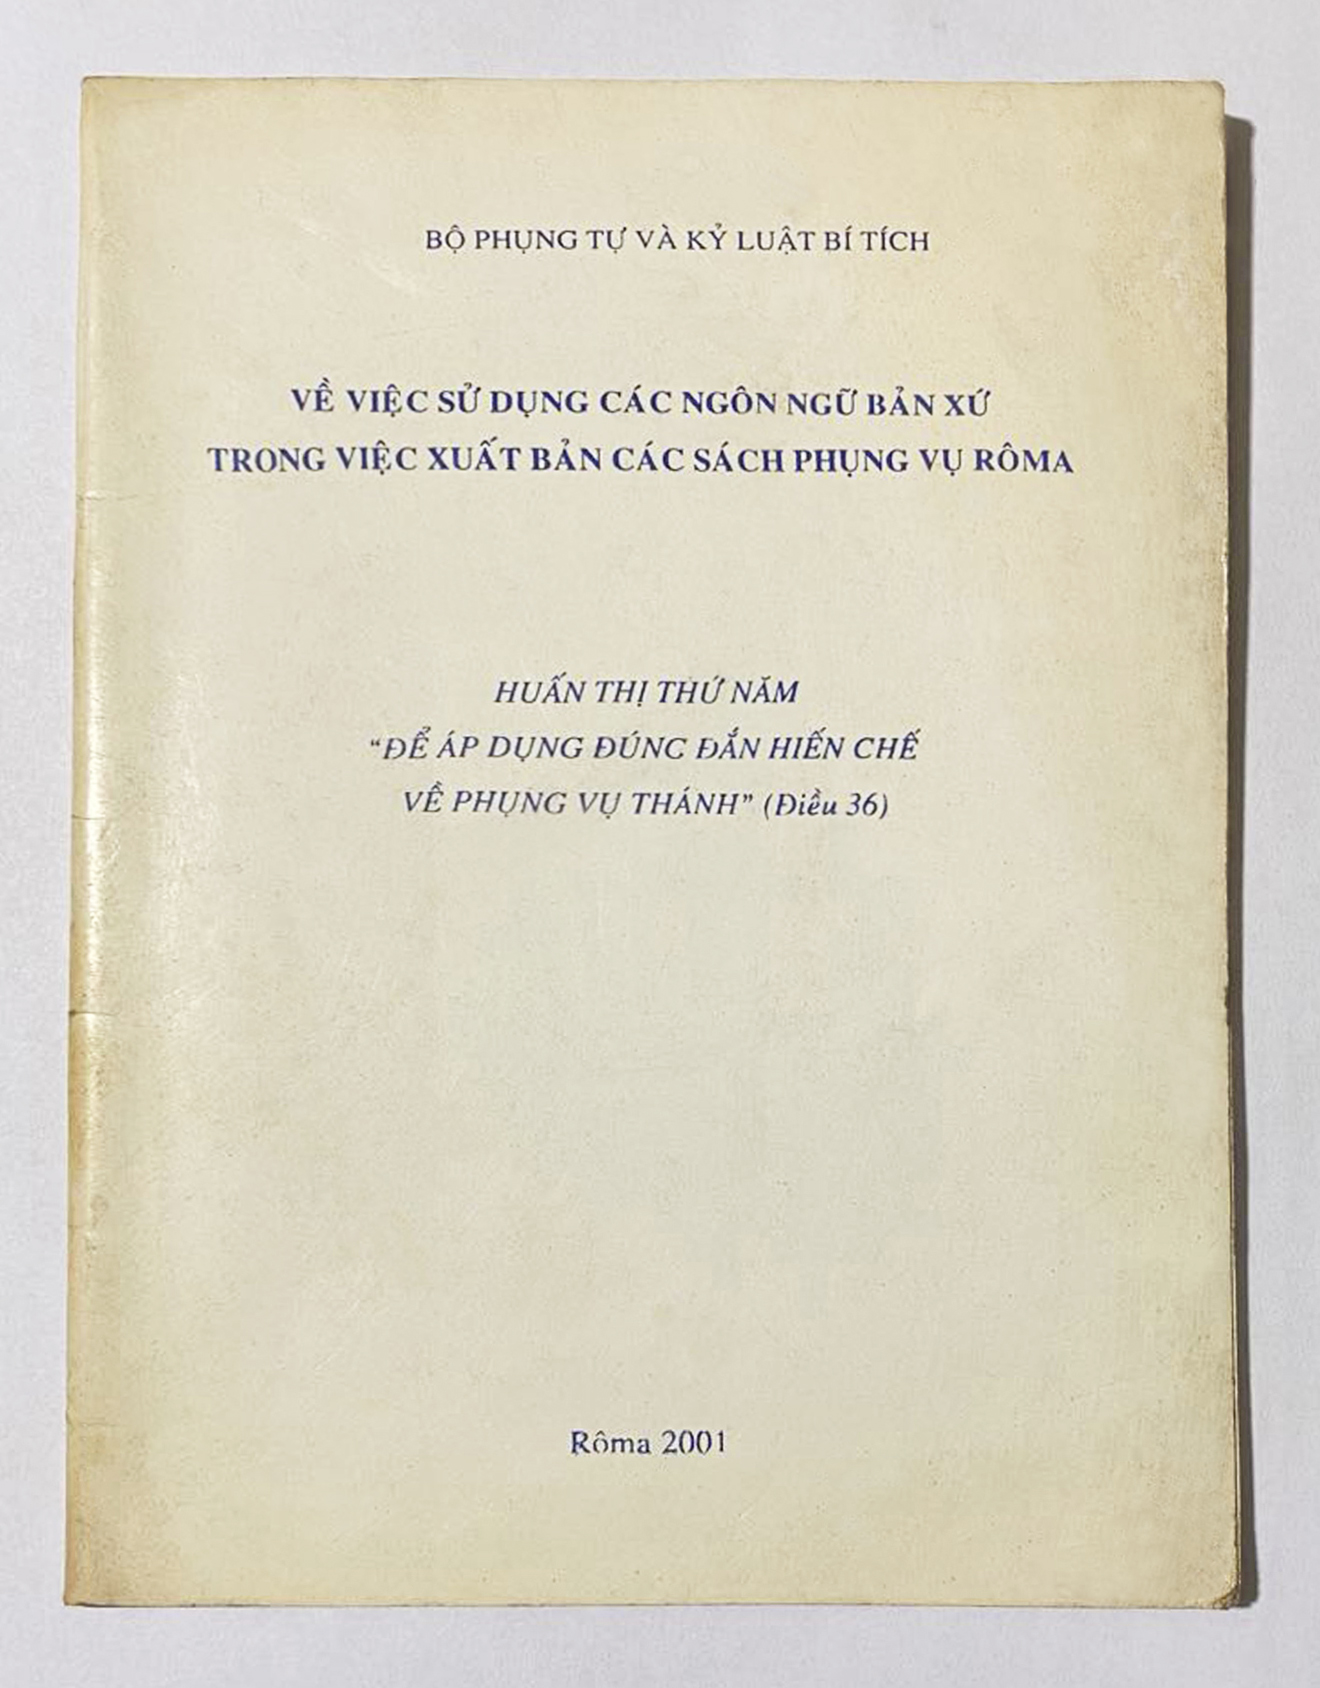 BỘ PHỤNG TỰ VÀ KỶ LUẬT BÍ TÍCH
VỀ VIỆC SỬ DỤNG CÁC NGÔN NGỮ BẢN XỨ
TRONG VIỆC XUẤT BẢN CÁC SÁCH PHỤNG VỤ RÔMA
HUẤN THỊ THỨ NĂM
“ĐỂ ÁP DỤNG ĐÚNG ĐẮN HIẾN CHẾ
VỀ PHỤNG VỤ THÁNH” (Điều 36)
Rôma 2001